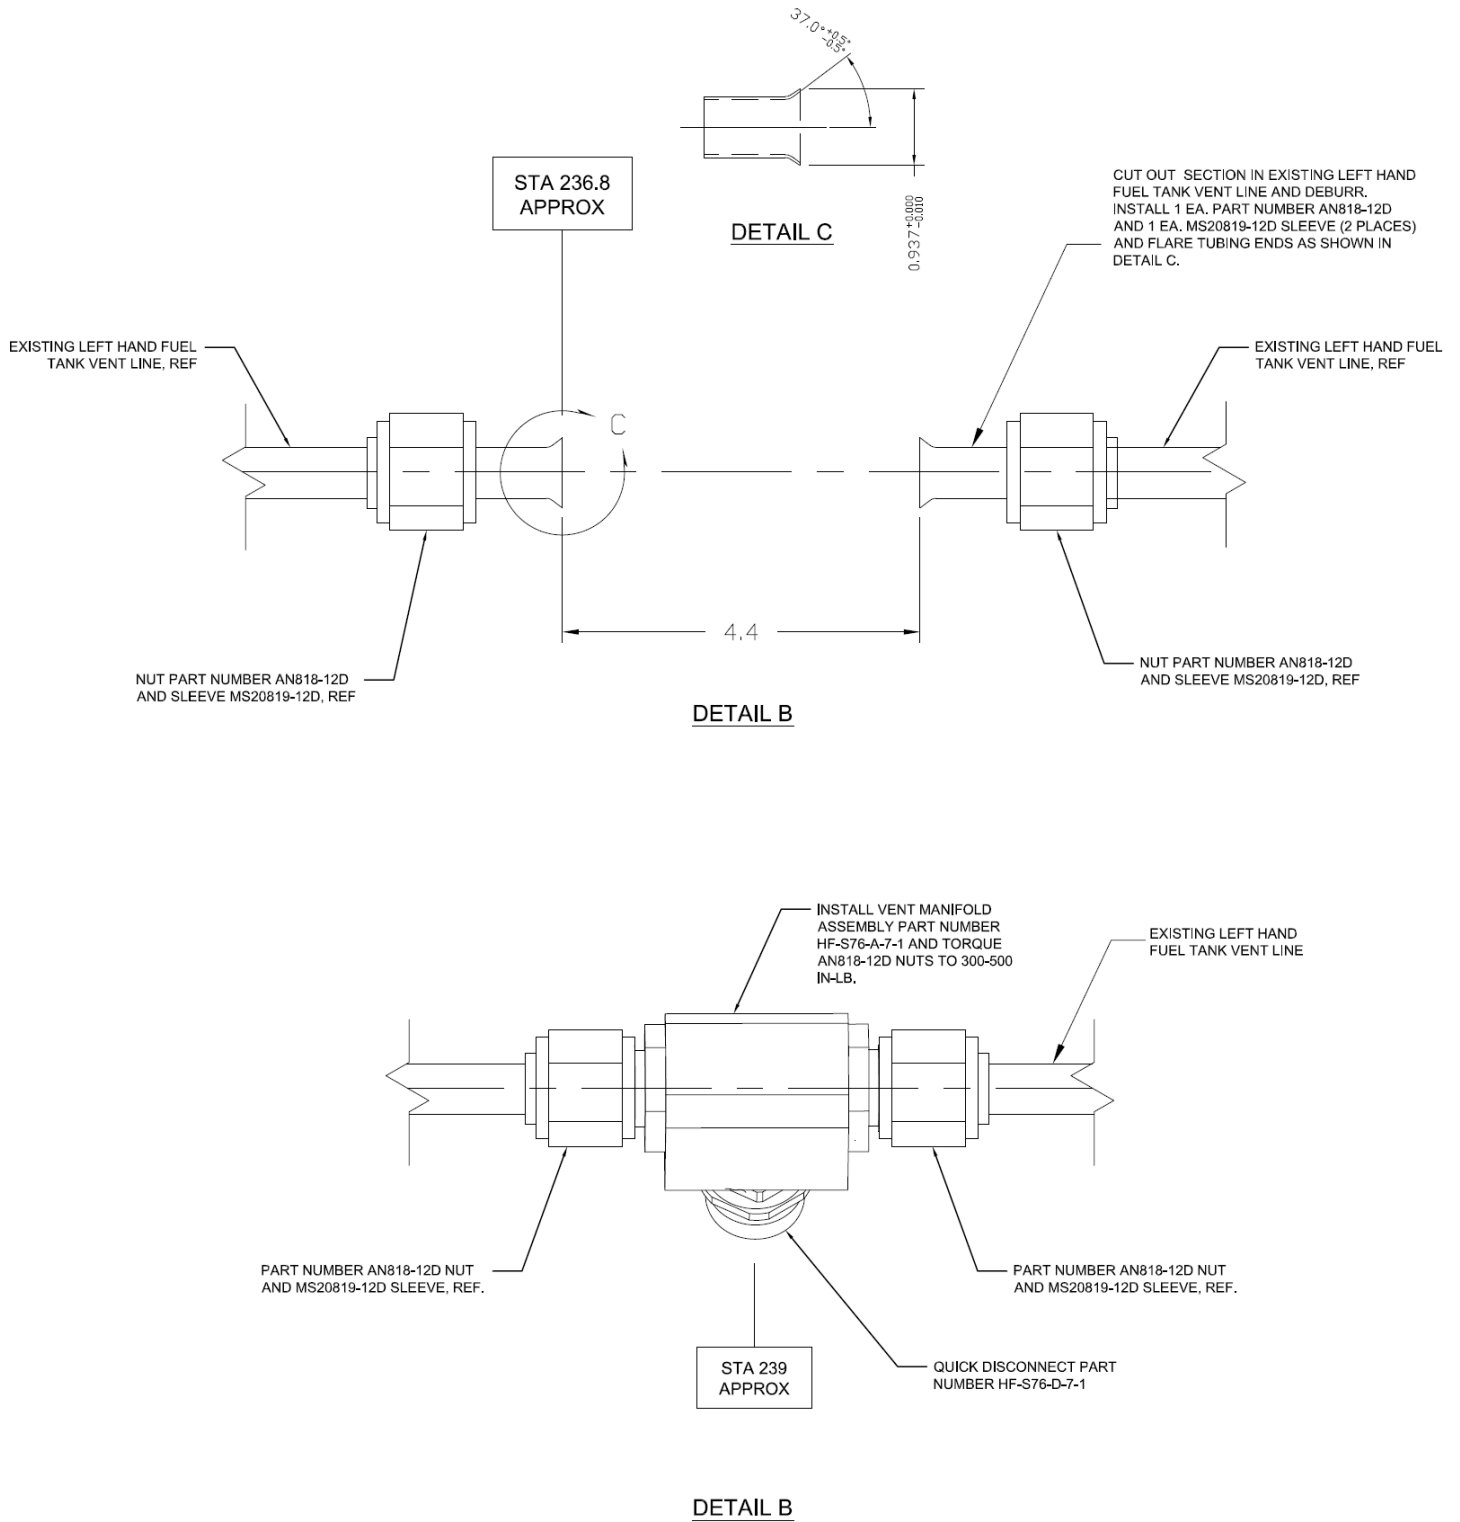 37.0°+0.5°
-0.5°
0.937+0.000
-0.010
DETAIL C
STA 236.8
APPROX
CUT OUT SECTION IN EXISTING LEFT HAND
FUEL TANK VENT LINE AND DEBURR.
INSTALL 1 EA. PART NUMBER AN818-12D
AND 1 EA. MS20819-12D SLEEVE (2 PLACES)
AND FLARE TUBING ENDS AS SHOWN IN
DETAIL C.
EXISTING LEFT HAND FUEL
TANK VENT LINE, REF
EXISTING LEFT HAND FUEL
TANK VENT LINE, REF
C
4.4
NUT PART NUMBER AN818-12D
AND SLEEVE MS20819-12D, REF
NUT PART NUMBER AN818-12D
AND SLEEVE MS20819-12D, REF
DETAIL B
INSTALL VENT MANIFOLD
ASSEMBLY PART NUMBER
HF-S76-A-7-1 AND TORQUE
AN818-12D NUTS TO 300-500
IN-LB.
EXISTING LEFT HAND
FUEL TANK VENT LINE
PART NUMBER AN818-12D NUT
AND MS20819-12D SLEEVE, REF.
PART NUMBER AN818-12D NUT
AND MS20819-12D SLEEVE, REF.
STA 239
APPROX
QUICK DISCONNECT PART
NUMBER HF-S76-D-7-1
DETAIL B